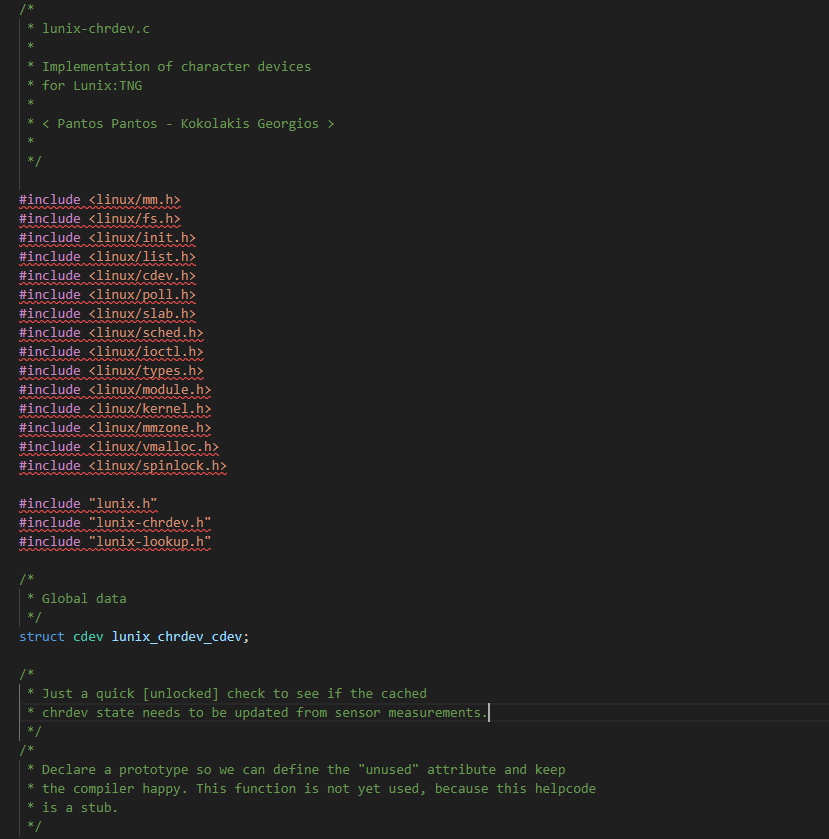 /*
 * lunix-chrdev.c
 *
 * Implementation of character devices
 * for Lunix:TNG
 *
 * < Pantos Pantos - Kokolakis Georgios >
 *
 */
#include <linux/mm.h>
#include <linux/fs.h>
#include <linux/init.h>
#include <linux/list.h>
#include <linux/cdev.h>
#include <linux/poll.h>
#include <linux/slab.h>
#include <linux/sched.h>
#include <linux/ioctl.h>
#include <linux/types.h>
#include <linux/module.h>
#include <linux/kernel.h>
#include <linux/mmzone.h>
#include <linux/vmalloc.h>
#include <linux/spinlock.h>
#include "lunix.h"
#include "lunix-chrdev.h"
#include "lunix-lookup.h"
/*
 * Global data
 */
struct cdev lunix_chrdev_cdev;
/*
 * Just a quick [unlocked] check to see if the cached
 * chrdev state needs to be updated from sensor measurements.
 */
/*
 * Declare a prototype so we can define the "unused" attribute and keep
 * the compiler happy. This function is not yet used, because this helpcode
 * is a stub.
 */